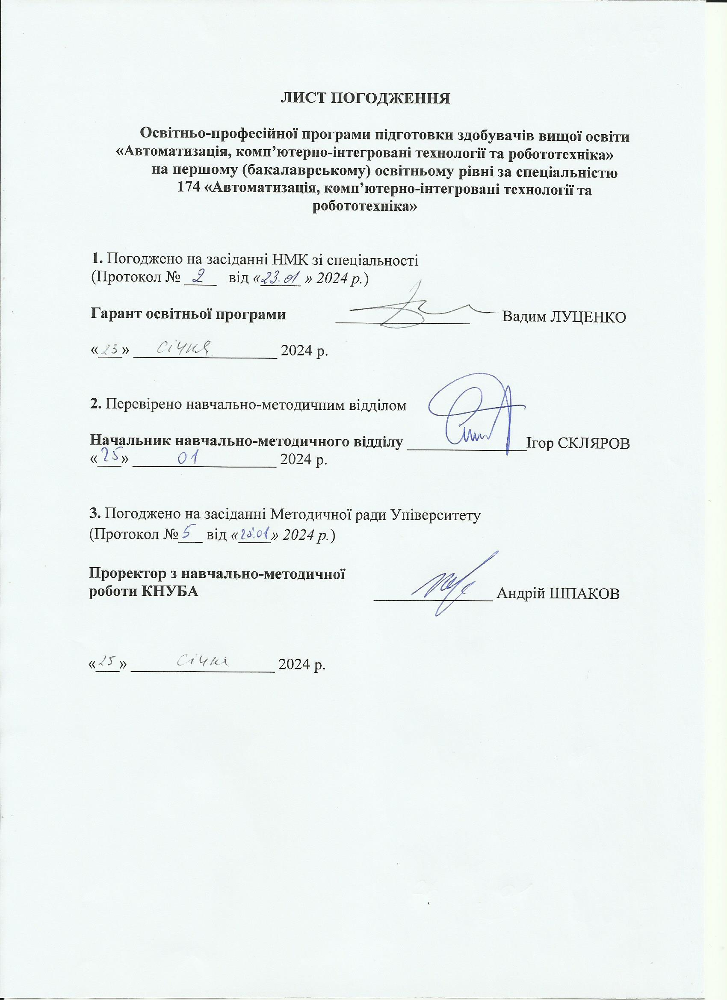 ЛИСТ ПОГОДЖЕННЯ
Освітньо-професійної програми підготовки здобувачів вищої освіти
«Автоматизація, комп’ютерно-інтегровані технології та робототехніка»
на першому (бакалаврському) освітньому рівні за спеціальністю
174 «Автоматизація, комп’ютерно-інтегровані технології та
робототехніка»
1. Погоджено на засіданні НМК зі спеціальності
(Протокол № 2 від «23.01» 2024 р.)
Гарант освітньої програми Вадим ЛУЦЕНКО
«23» січня 2024 р.
2. Перевірено навчально-методичним відділом
Начальник навчально-методичного відділу Ігор СКЛЯРОВ
«25» 01 2024 р.
3. Погоджено на засіданні Методичної ради Університету
(Протокол № 5 від «25.01» 2024 р.)
Проректор з навчально-методичної
роботи КНУБА Андрій ШПАКОВ
«25» січня 2024 р.